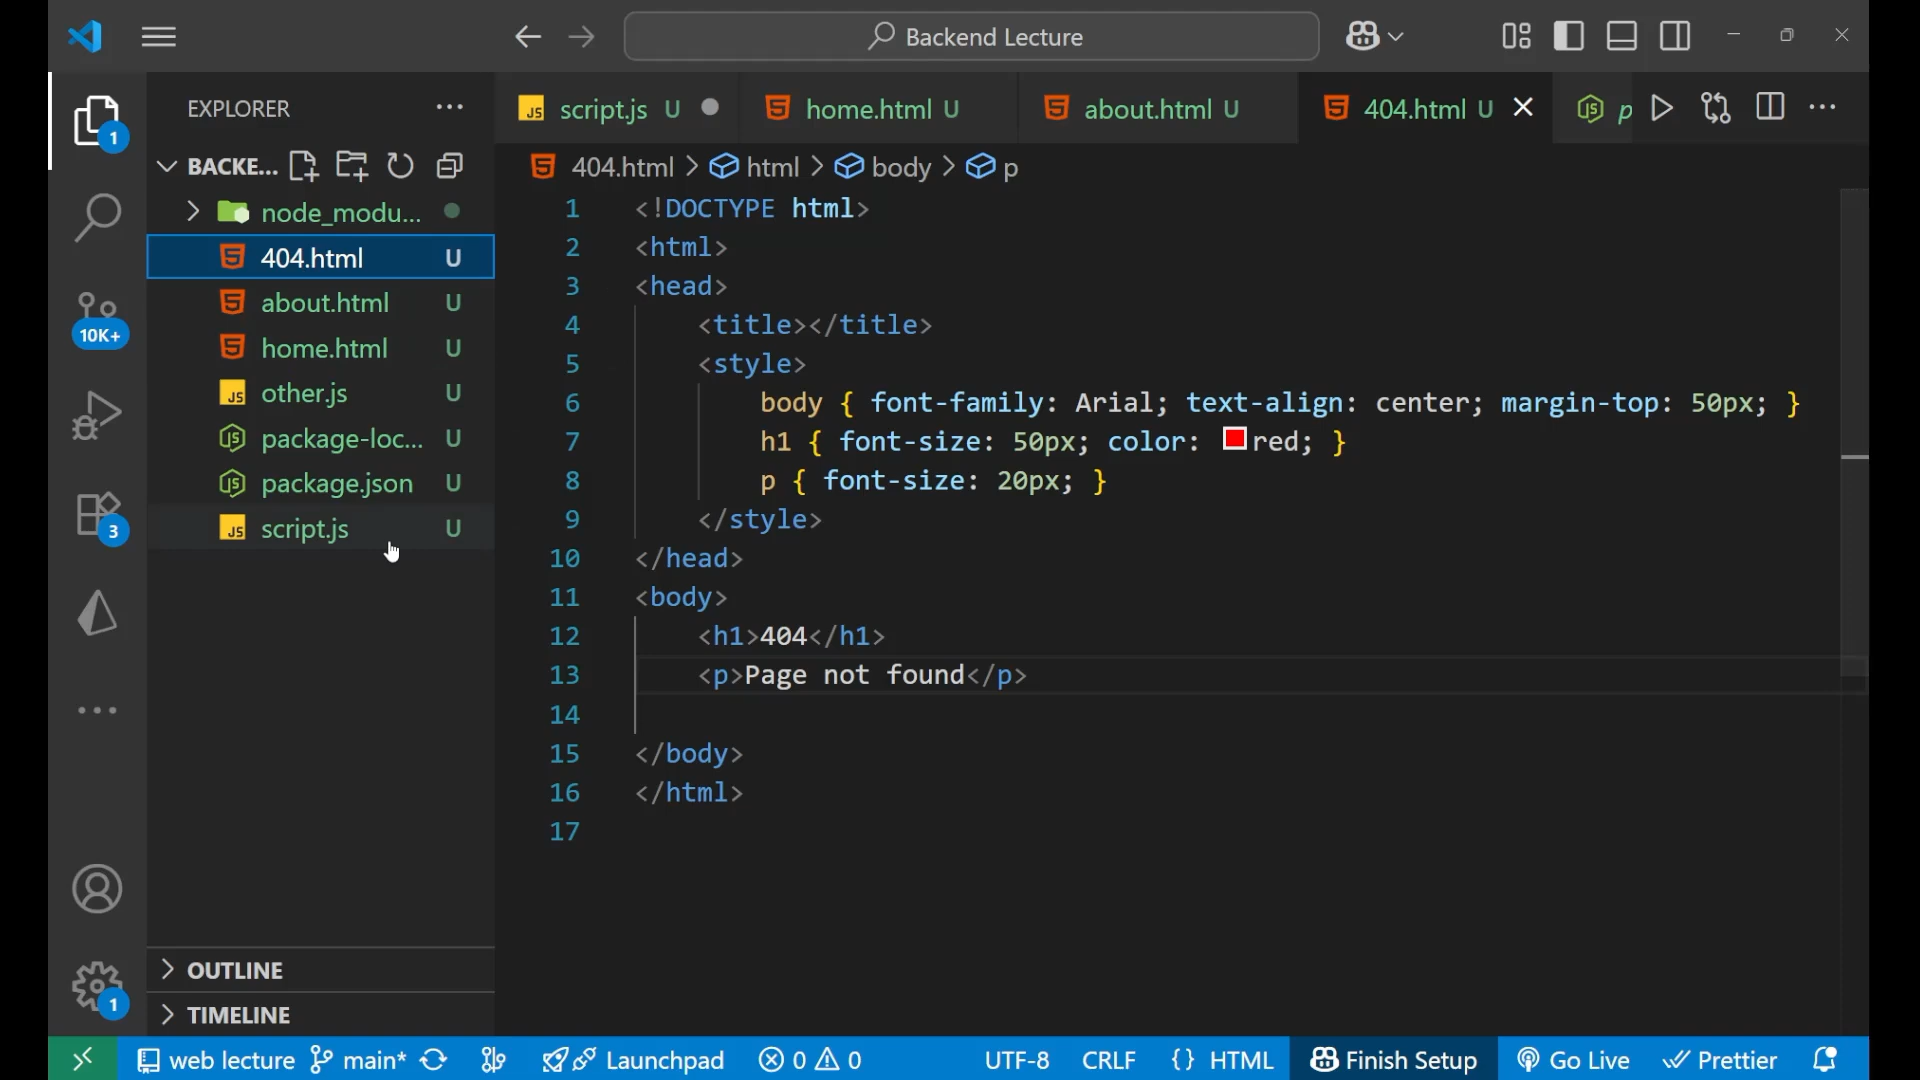 Backend Lecture
EXPLORER
script.js U
home.html U
about.html U
404.html U
p
BACKE...
404.html > html > body > p
node_modu...
404.html U
about.html U
home.html U
other.js U
package-loc... U
package.json U
script.js U
1 <!DOCTYPE html>
2 <html>
3 <head>
4 <title></title>
5 <style>
6 body { font-family: Arial; text-align: center; margin-top: 50px; }
7 h1 { font-size: 50px; color: red; }
8 p { font-size: 20px; }
9 </style>
10 </head>
11 <body>
12 <h1>404</h1>
13 <p>Page not found</p>
14
15 </body>
16 </html>
17
1
10K+
3
1
OUTLINE
TIMELINE
web lecture main* Launchpad 0 0 UTF-8 CRLF {} HTML Finish Setup Go Live Prettier